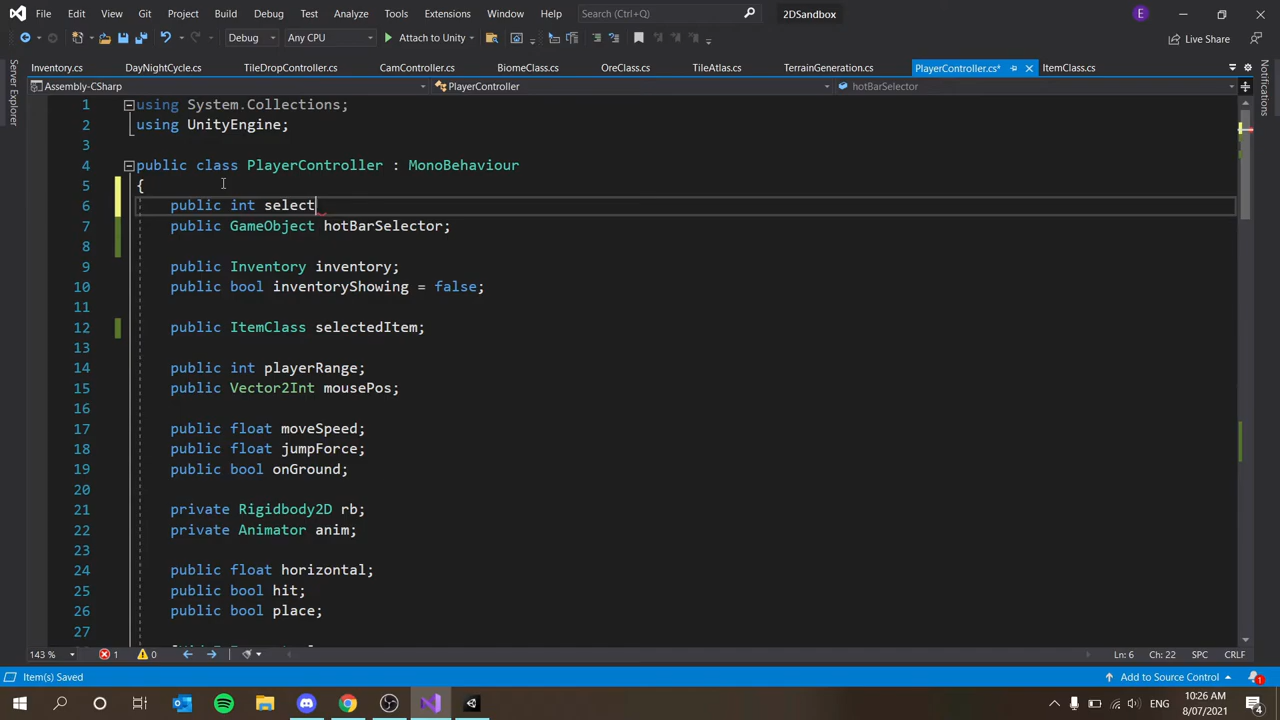 File Edit View Git Project Build Debug Test Analyze Tools Extensions Window Help Search (Ctrl+Q) 2DSandbox E
Debug Any CPU Attach to Unity Live Share
Inventory.cs DayNightCycle.cs TileDropController.cs CamController.cs BiomeClass.cs OreClass.cs TileAtlas.cs TerrainGeneration.cs PlayerController.cs* ItemClass.cs
Assembly-CSharp PlayerController hotBarSelector
Server Explorer
Notifications
1 using System.Collections;
2 using UnityEngine;
3
4 public class PlayerController : MonoBehaviour
5 {
6 public int select
7 public GameObject hotBarSelector;
8
9 public Inventory inventory;
10 public bool inventoryShowing = false;
11
12 public ItemClass selectedItem;
13
14 public int playerRange;
15 public Vector2Int mousePos;
16
17 public float moveSpeed;
18 public float jumpForce;
19 public bool onGround;
20
21 private Rigidbody2D rb;
22 private Animator anim;
23
24 public float horizontal;
25 public bool hit;
26 public bool place;
27
143 % 1 0 Ln: 6 Ch: 22 SPC CRLF
Item(s) Saved Add to Source Control 1
ENG 10:26 AM
8/07/2021 4